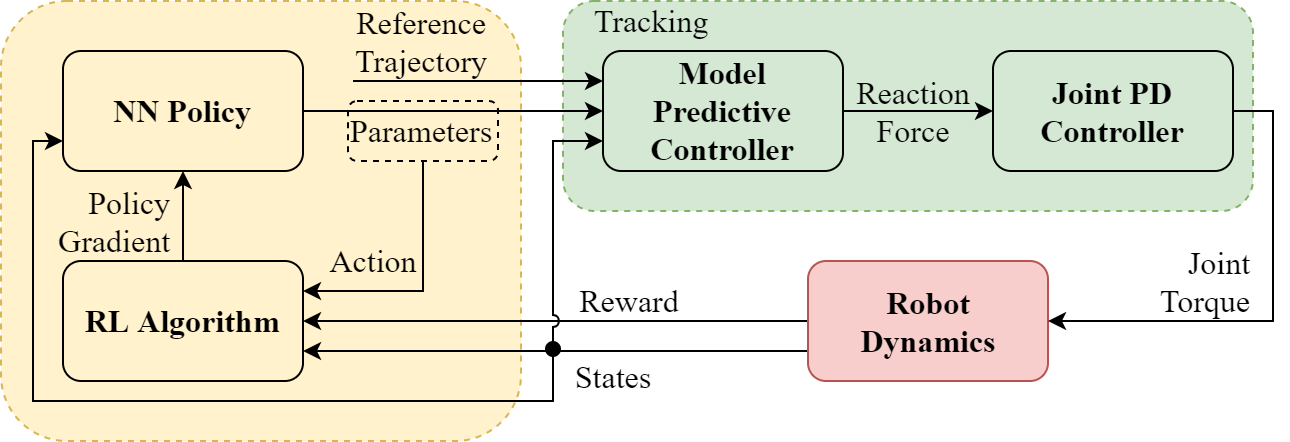 Reference
Trajectory
Tracking
NN Policy
Parameters
Model
Predictive
Controller
Reaction
Force
Joint PD
Controller
Policy
Gradient
Action
RL Algorithm
Reward
States
Robot
Dynamics
Joint
Torque